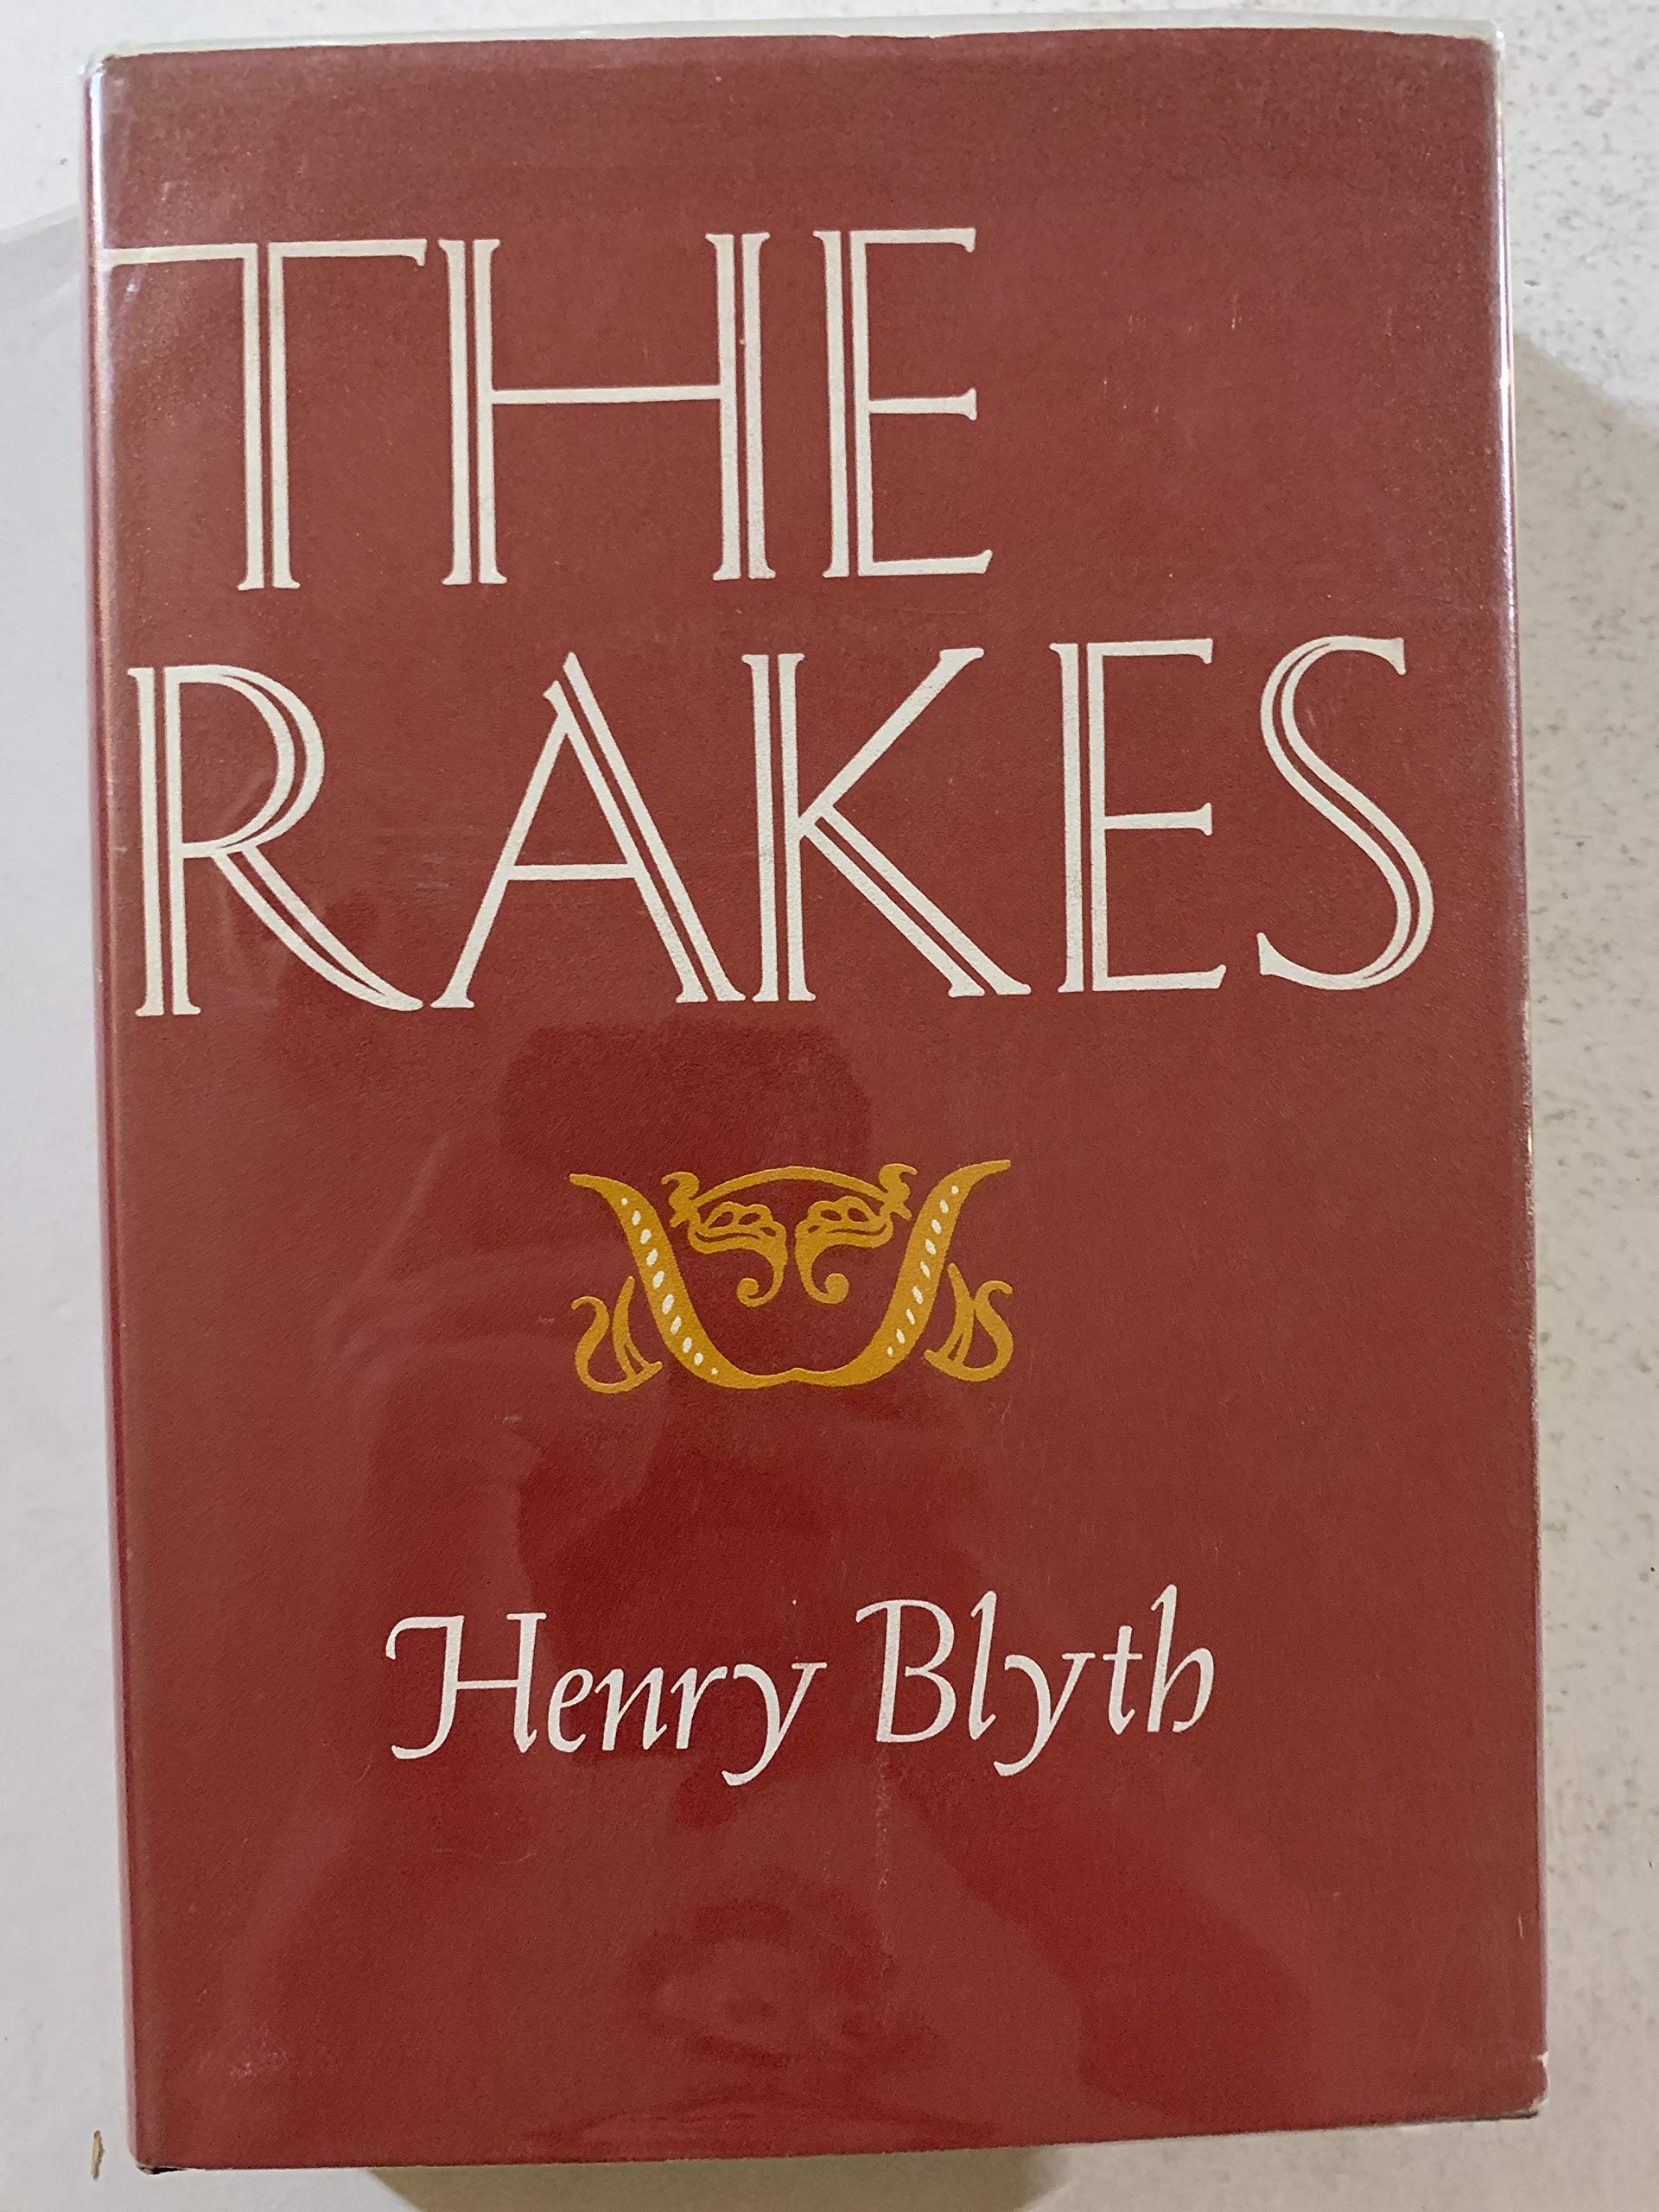 THE
RAKES
Henry Blyth